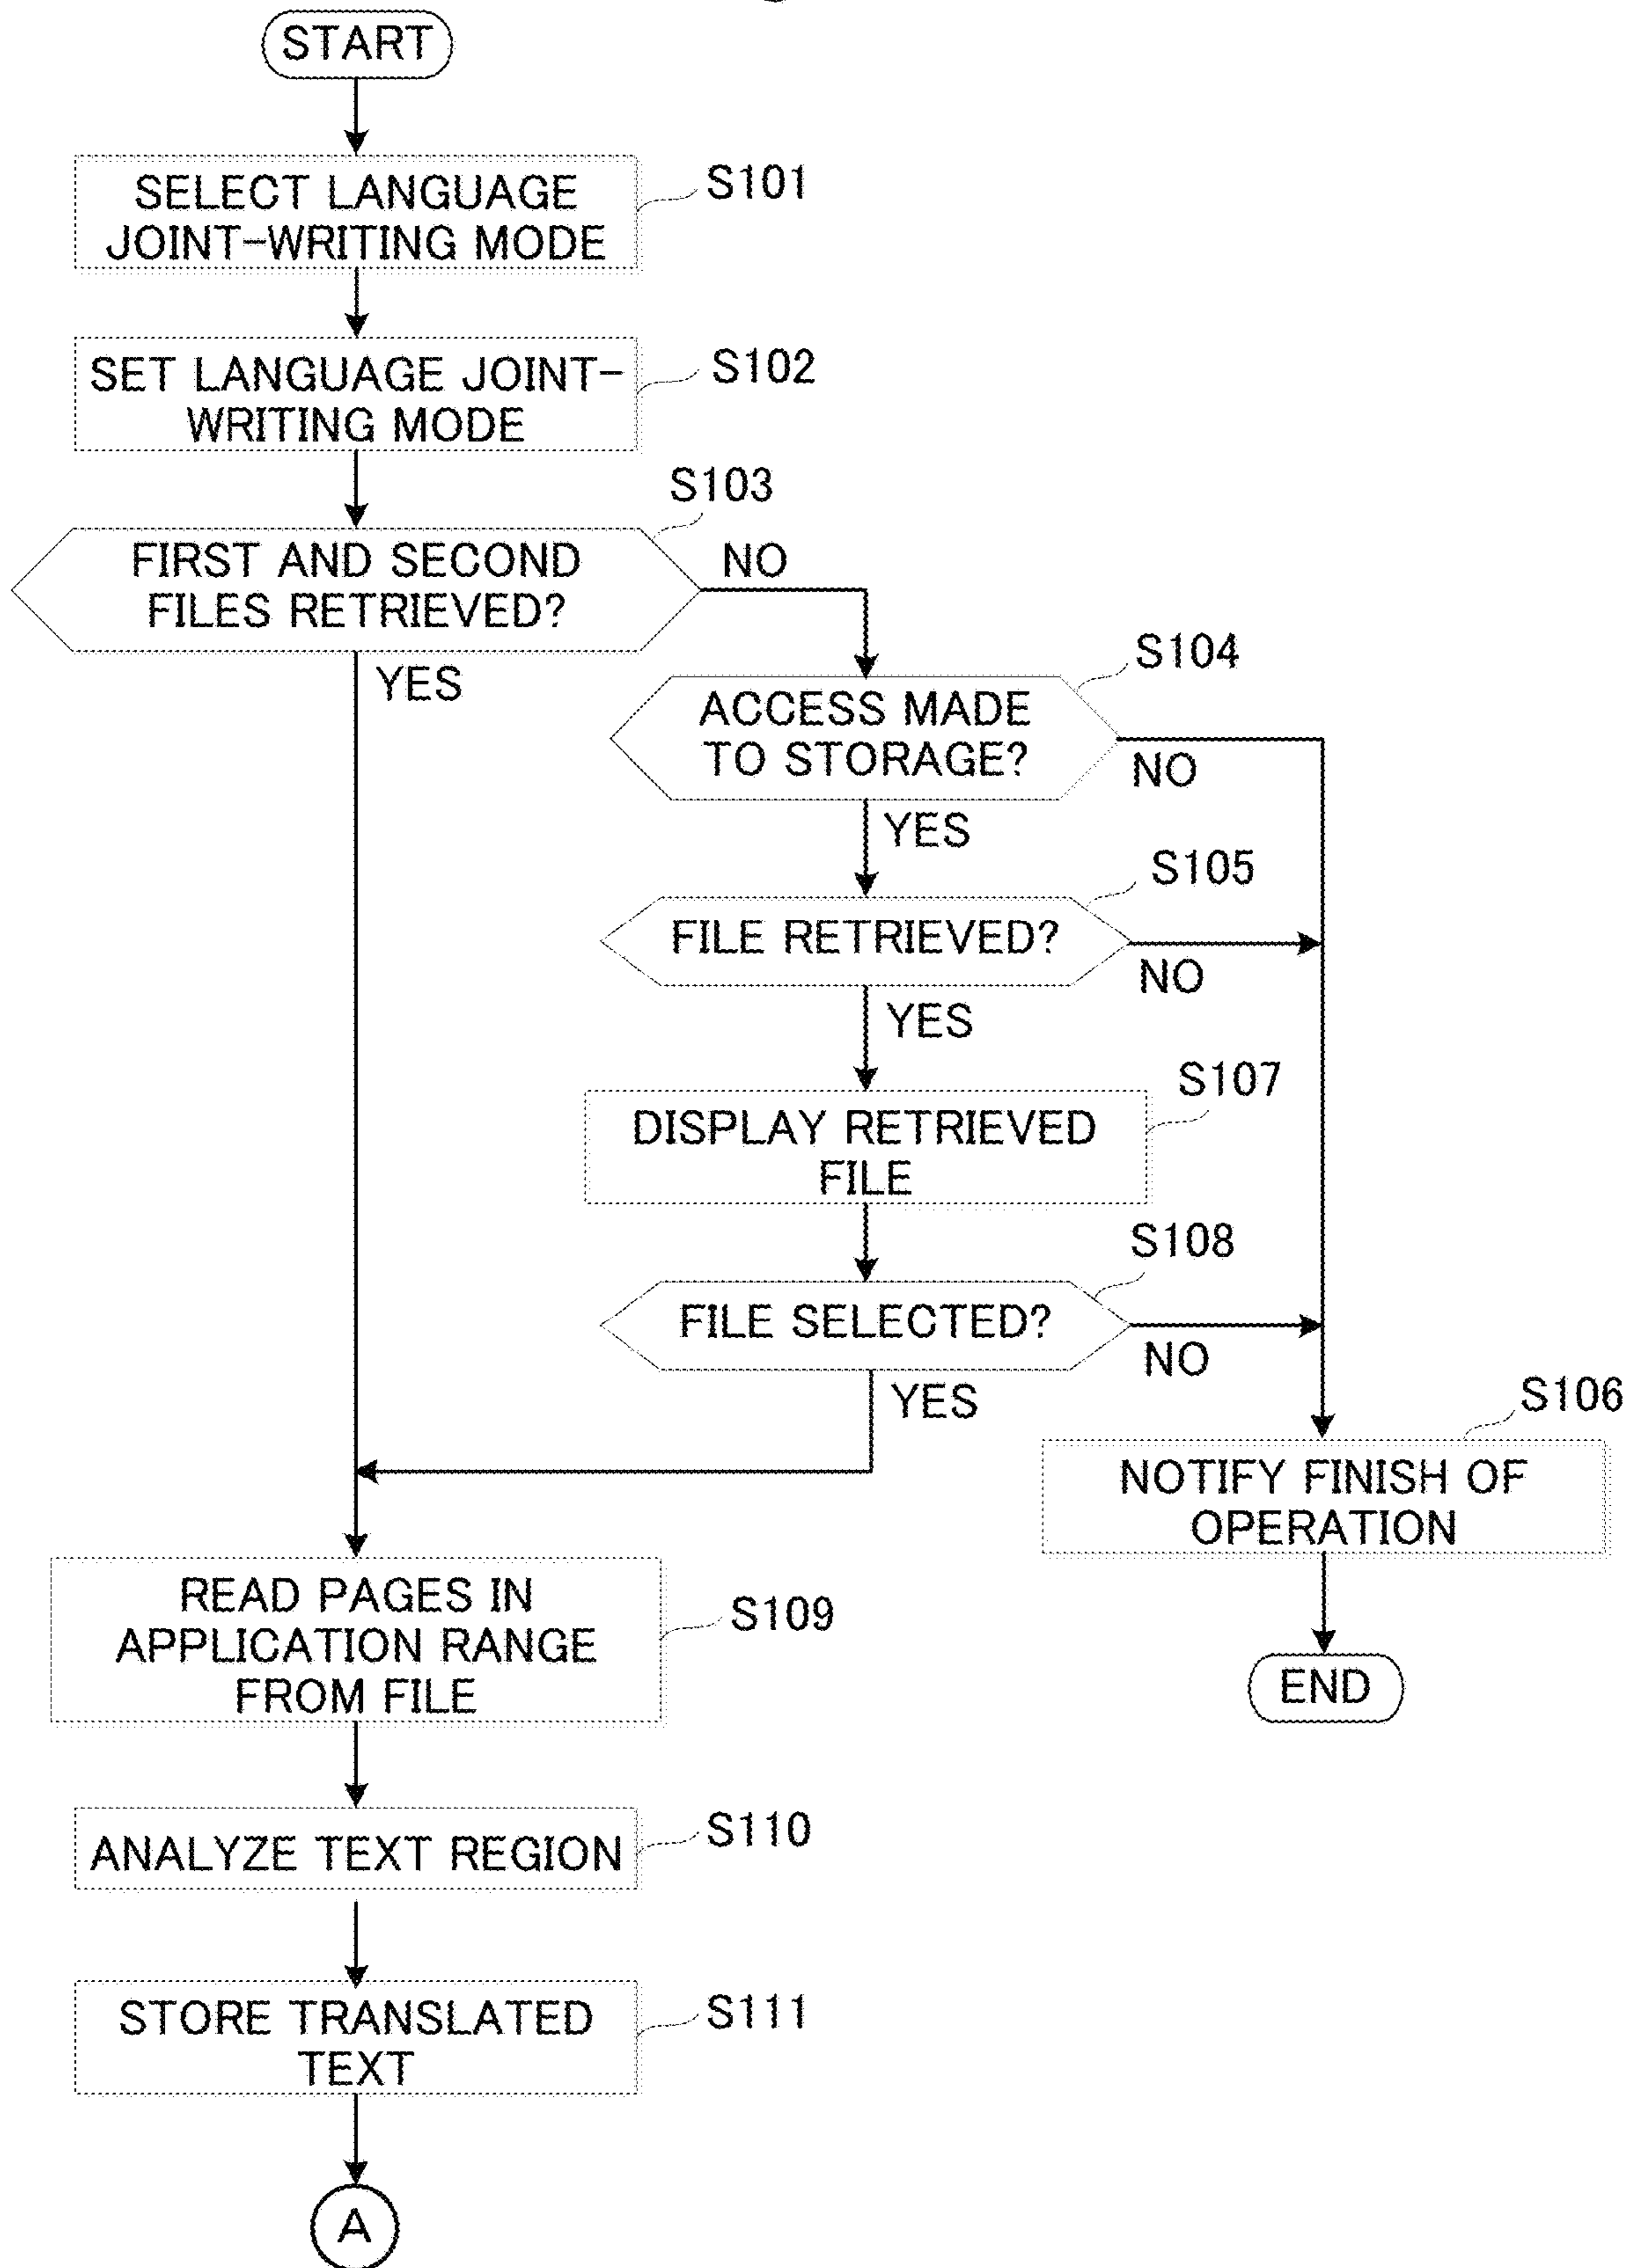 START
SELECT LANGUAGE
JOINT-WRITING MODE
S101
SET LANGUAGE JOINT-
WRITING MODE
S102
S103
FIRST AND SECOND
FILES RETRIEVED?
NO
YES
S104
ACCESS MADE
TO STORAGE?
NO
YES
S105
FILE RETRIEVED?
NO
YES
S107
DISPLAY RETRIEVED
FILE
S108
FILE SELECTED?
NO
YES
S106
NOTIFY FINISH OF
OPERATION
END
READ PAGES IN
APPLICATION RANGE
FROM FILE
S109
ANALYZE TEXT REGION
S110
STORE TRANSLATED
TEXT
S111
A